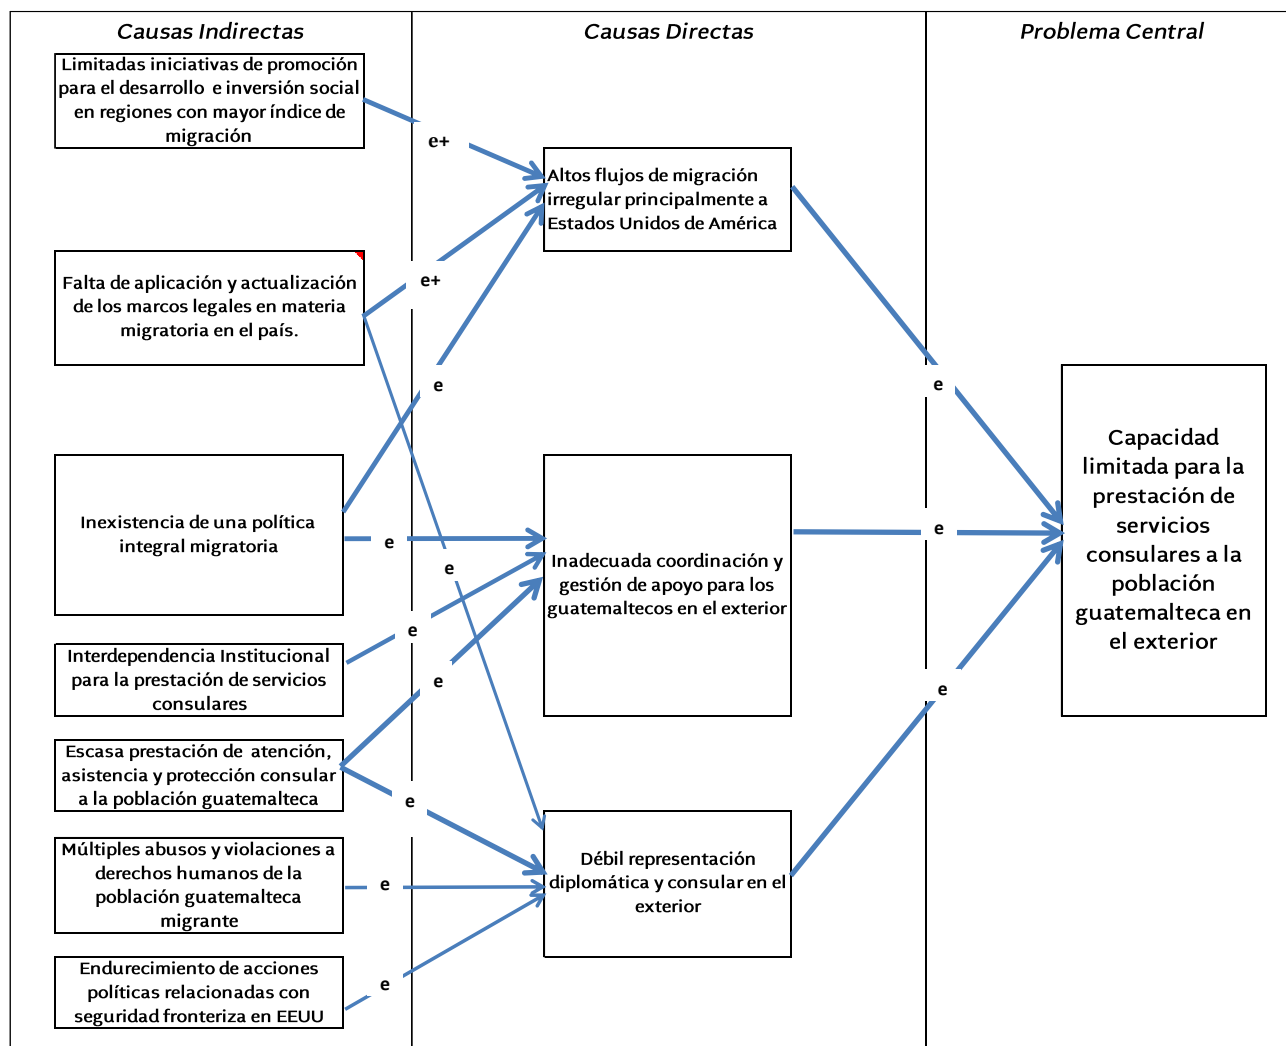 Causas Indirectas
Limitadas iniciativas de promoción
para el desarrollo e inversión social
en regiones con mayor índice de
migración
Falta de aplicación y actualización
de los marcos legales en materia
migratoria en el país.
Inexistencia de una política
integral migratoria
Interdependencia Institucional
para la prestación de servicios
consulares
Escasa prestación de atención,
asistencia y protección consular
a la población guatemalteca
Múltiples abusos y violaciones a
derechos humanos de la
población guatemalteca
migrante
Endurecimiento de acciones
políticas relacionadas con
seguridad fronteriza en EEUU
e+
e+
e
e
e
e
e
e
e
e
Causas Directas
Altos flujos de migración
irregular principalmente a
Estados Unidos de América
Inadecuada coordinación y
gestión de apoyo para los
guatemaltecos en el exterior
Débil representación
diplomática y consular en el
exterior
e
e
e
Problema Central
Capacidad
limitada para la
prestación de
servicios
consulares a la
población
guatemalteca en
el exterior